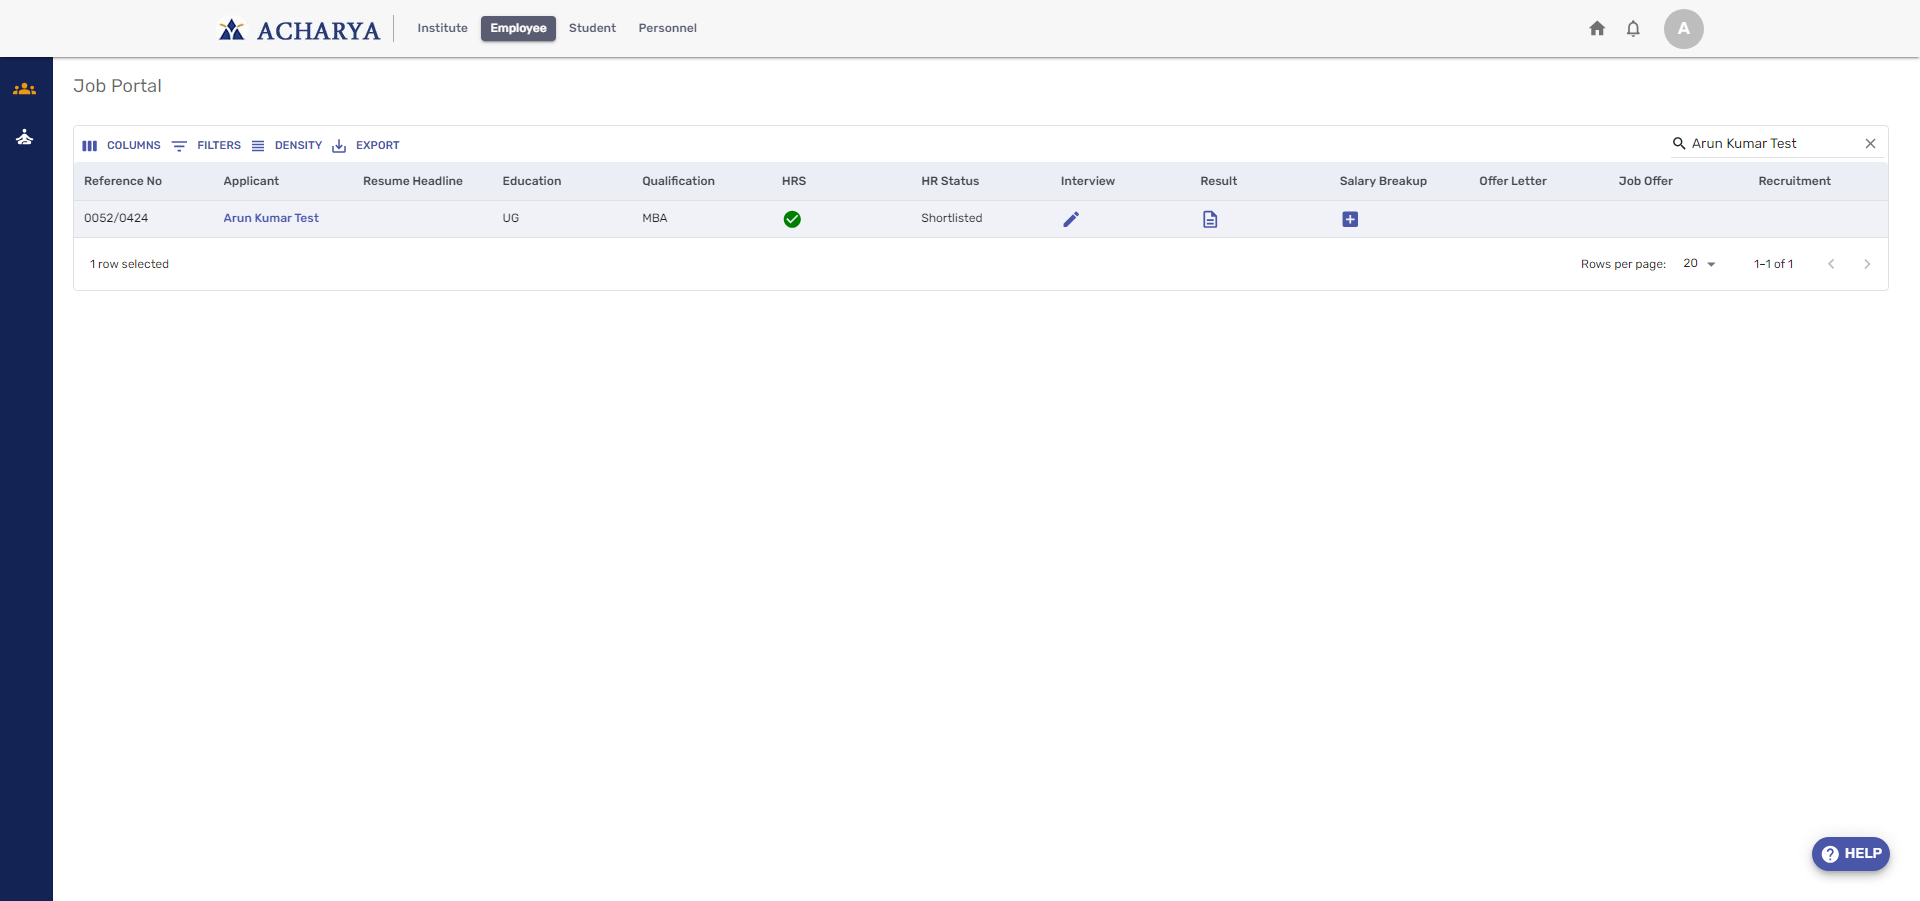 ACHARYA Institute Employee Student Personnel A
Job Portal
COLUMNS FILTERS DENSITY EXPORT Arun Kumar Test
Reference No Applicant Resume Headline Education Qualification HRS HR Status Interview Result Salary Breakup Offer Letter Job Offer Recruitment
0052/0424 Arun Kumar Test UG MBA Shortlisted
1 row selected Rows per page: 20 1–1 of 1
HELP